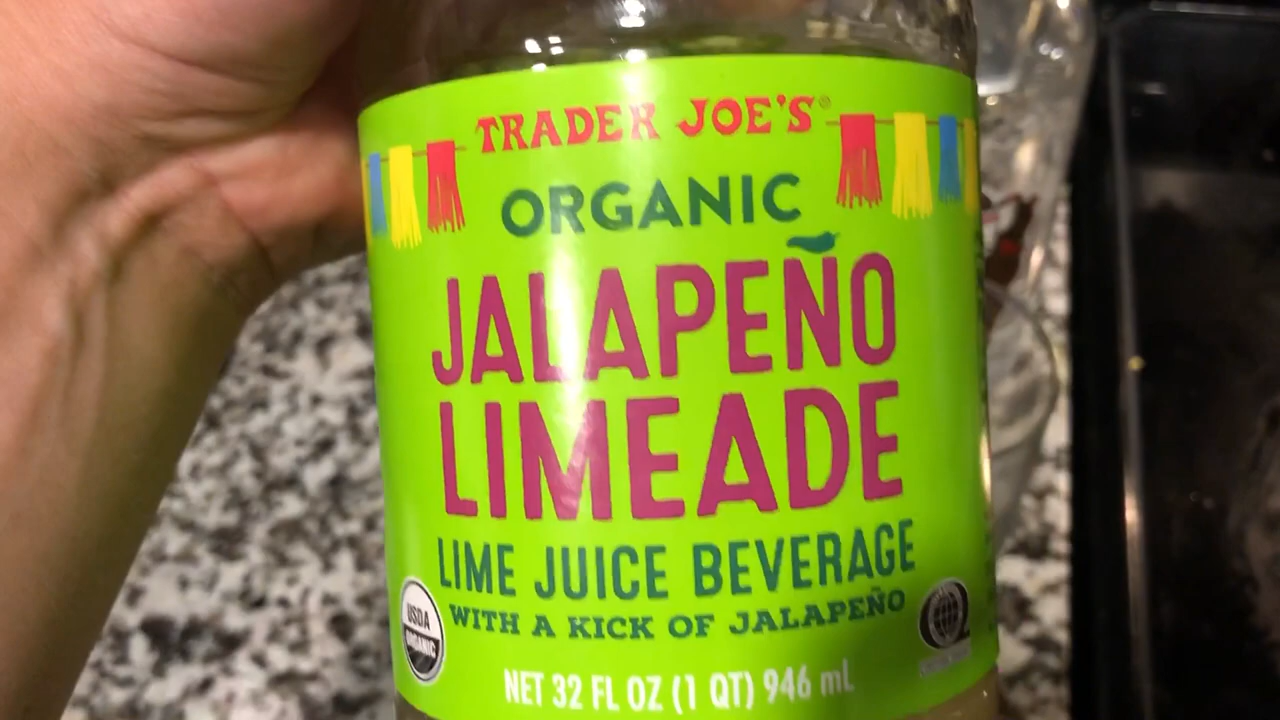 TRADER JOE'S®
ORGANIC
JALAPEÑO
LIMEADE
LIME JUICE BEVERAGE
WITH A KICK OF JALAPEÑO
USDA
ORGANIC
NET 32 FL OZ (1 QT) 946 mL